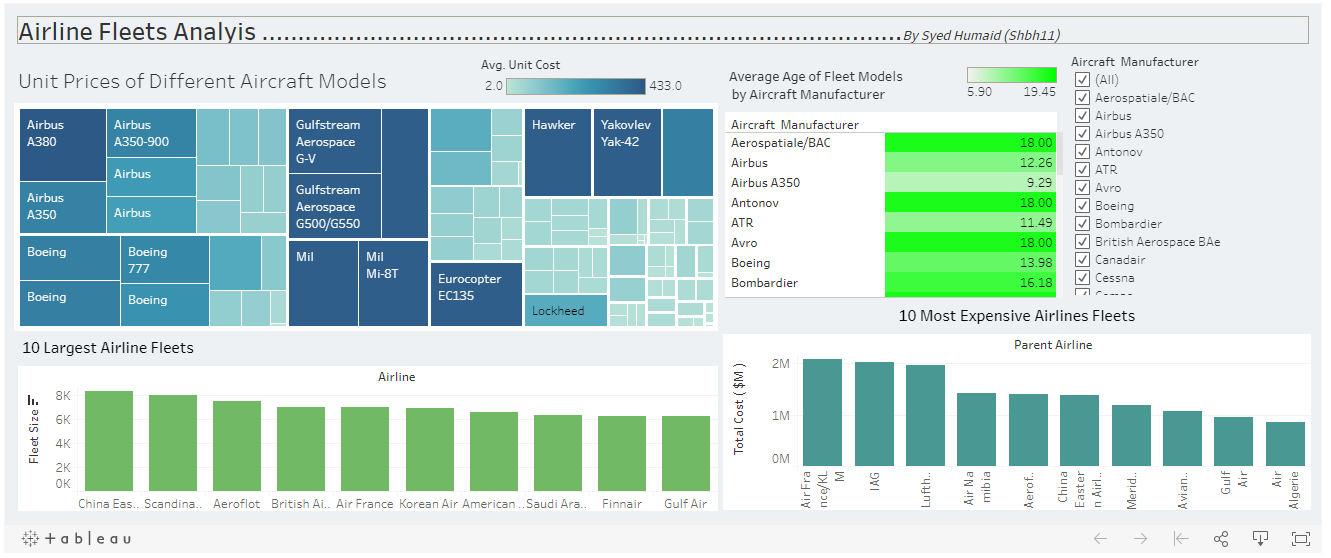 Airline Fleets Analyis ................................................................................By Syed Humaid (Shbh11)
Unit Prices of Different Aircraft Models
Avg. Unit Cost
2.0
433.0
Airbus
A380
Airbus
A350-900
Airbus
Airbus
A350
Airbus
Boeing
Boeing
777
Boeing
Boeing
Gulfstream
Aerospace
G-V
Gulfstream
Aerospace
G500/G550
Mil
Mil
Mi-8T
Eurocopter
EC135
Hawker
Yakovlev
Yak-42
Lockheed
Average Age of Fleet Models
by Aircraft Manufacturer
5.90
19.45
Aircraft Manufacturer
Aerospatiale/BAC 18.00
Airbus 12.26
Airbus A350 9.29
Antonov 18.00
ATR 11.49
Avro 18.00
Boeing 13.98
Bombardier 16.18
Aircraft Manufacturer
(All)
Aerospatiale/BAC
Airbus
Airbus A350
Antonov
ATR
Avro
Boeing
Bombardier
British Aerospace BAe
Canadair
Cessna
10 Largest Airline Fleets
Airline
Fleet Size
8K
6K
4K
2K
0K
China Eas..
Scandina..
Aeroflot
British Ai..
Air France
Korean Air
American ..
Saudi Ara..
Finnair
Gulf Air
10 Most Expensive Airlines Fleets
Parent Airline
Total Cost ( $M )
2M
1M
0M
Air Fra
nce/KL
M
IAG
Lufth..
Air Na
mibia
Aerof..
China
Easter
n Airl..
Merid..
Avian..
Gulf
Air
Air
Algerie
+ableau